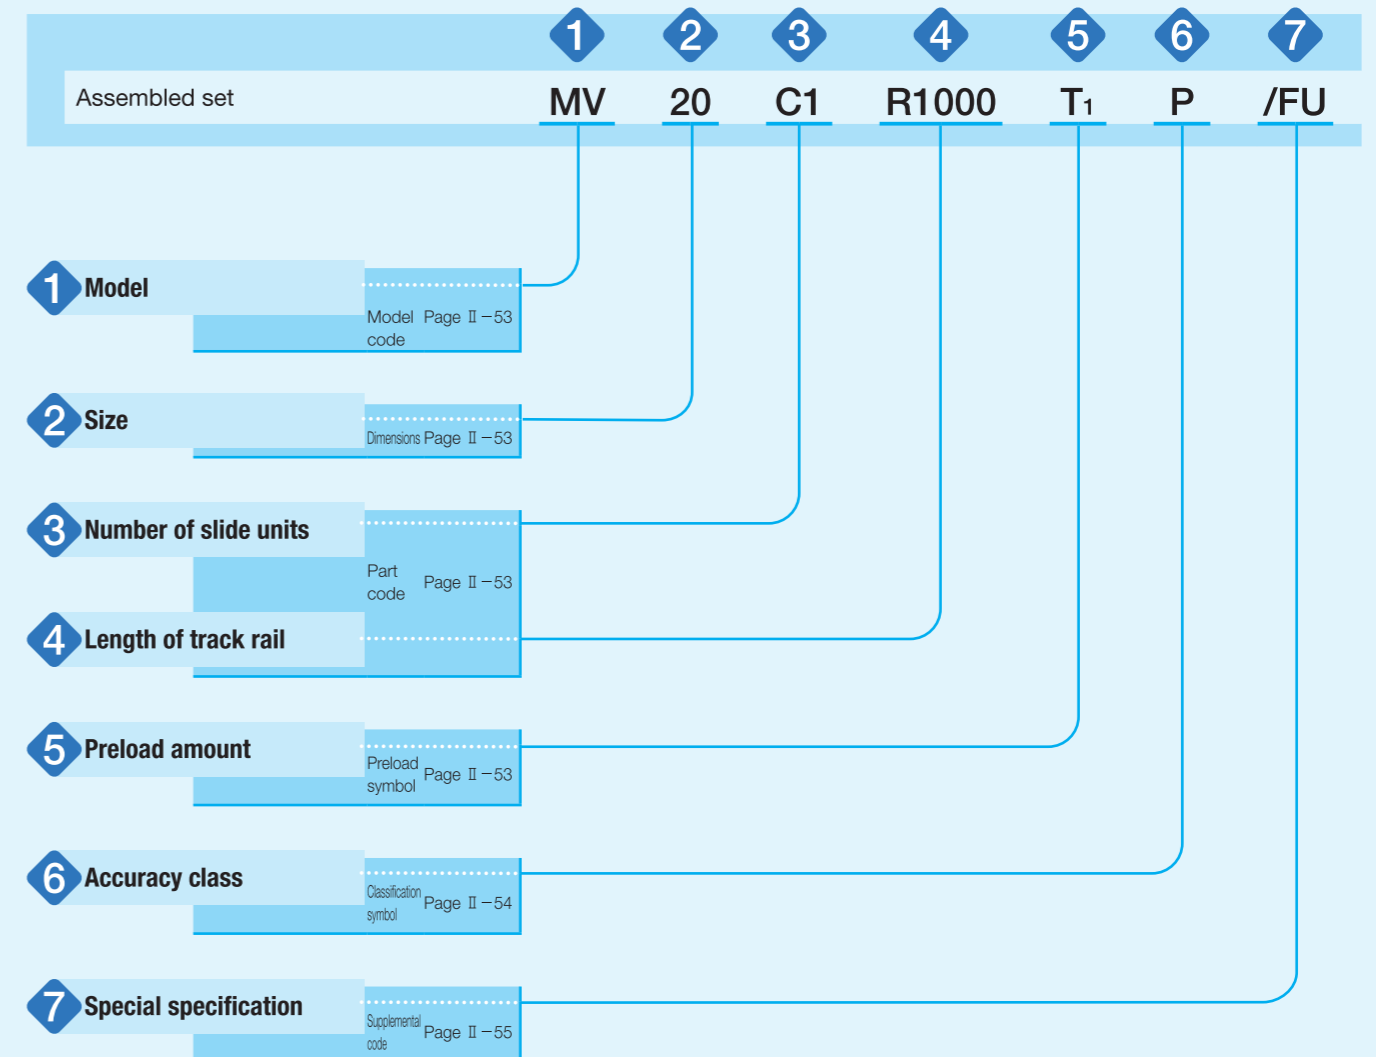 1 2 3 4 5 6 7
Assembled set MV 20 C1 R1000 T1 P /FU
1 Model
Model code Page Ⅱ－53
2 Size
Dimensions Page Ⅱ－53
3 Number of slide units
Part code Page Ⅱ－53
4 Length of track rail
5 Preload amount
Preload symbol Page Ⅱ－53
6 Accuracy class
Classification symbol Page Ⅱ－54
7 Special specification
Supplemental code Page Ⅱ－55